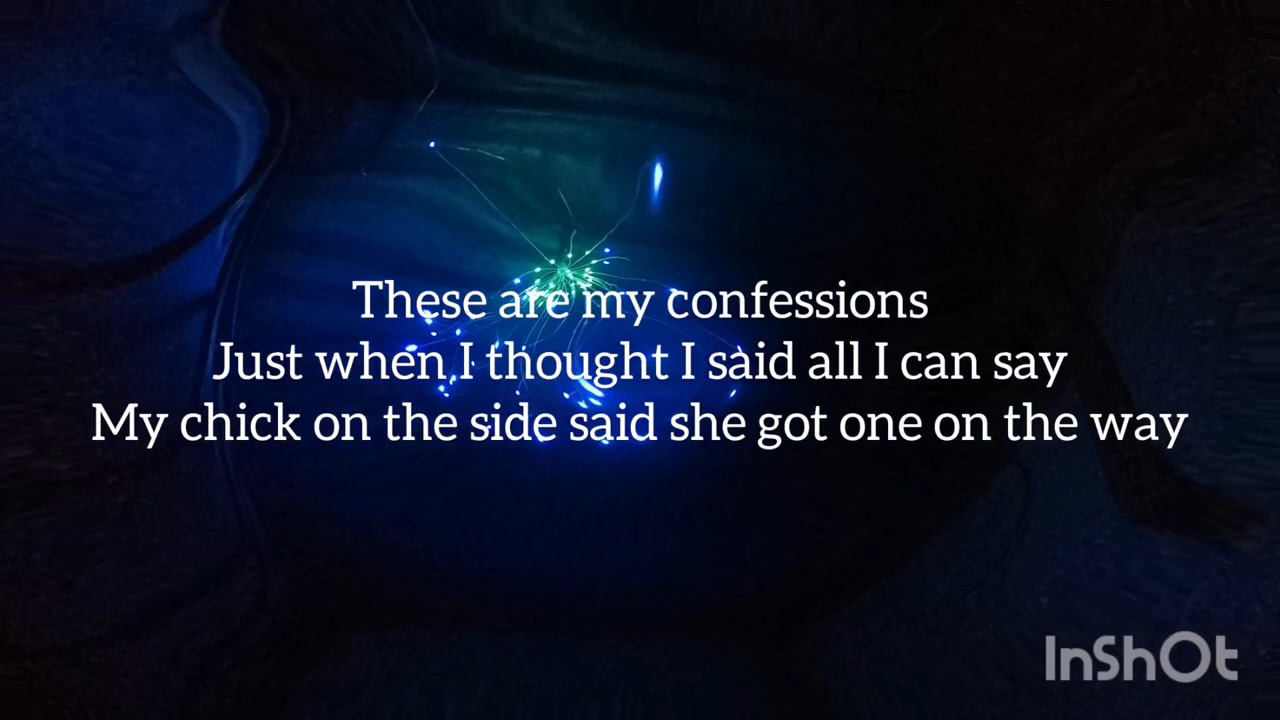 These are my confessions
Just when I thought I said all I can say
My chick on the side said she got one on the way
InShOt